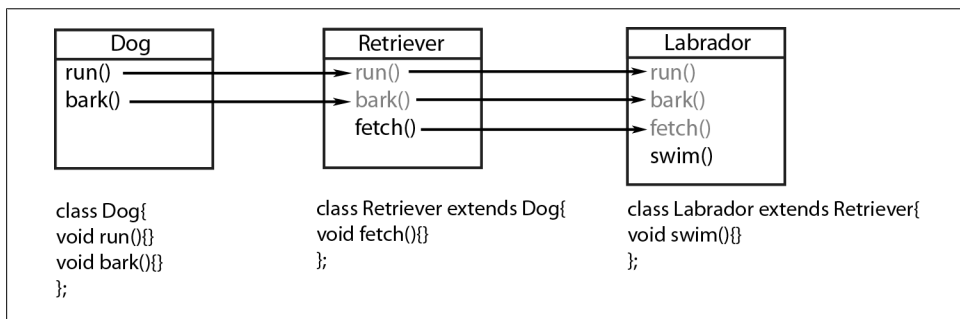 Dog
run()
bark()
Retriever
run()
bark()
fetch()
Labrador
run()
bark()
fetch()
swim()
class Dog{
void run(){}
void bark(){}
};
class Retriever extends Dog{
void fetch(){}
};
class Labrador extends Retriever{
void swim(){}
};